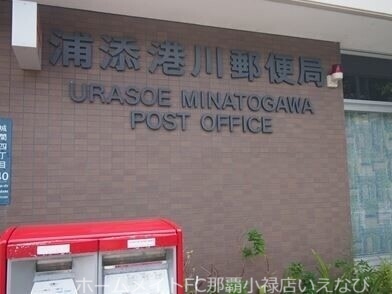 浦添港川郵便局
URASOE MINATOGAWA
POST OFFICE
城間四丁目
40
ホームメイトFC那覇小禄店いえなび